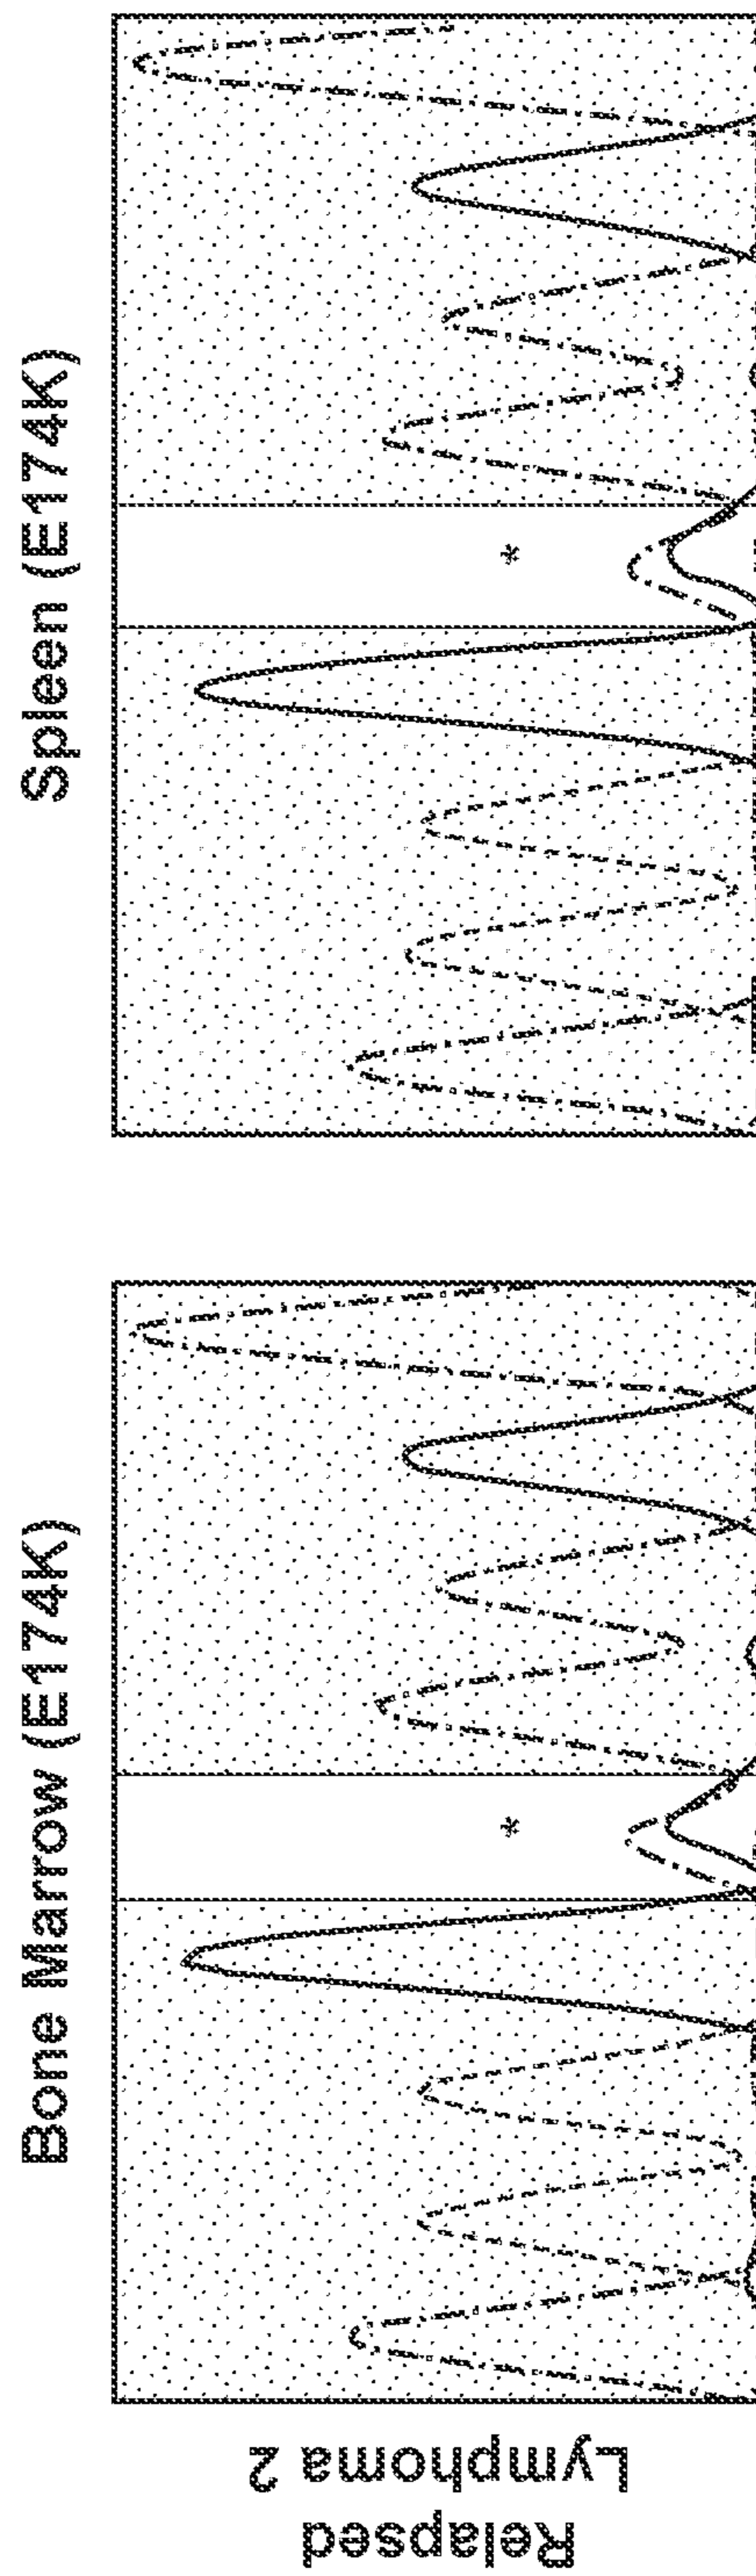 Bone Marrow (E174K)
Spleen (E174K)
Relapsed
Lymphoma 2
*
*